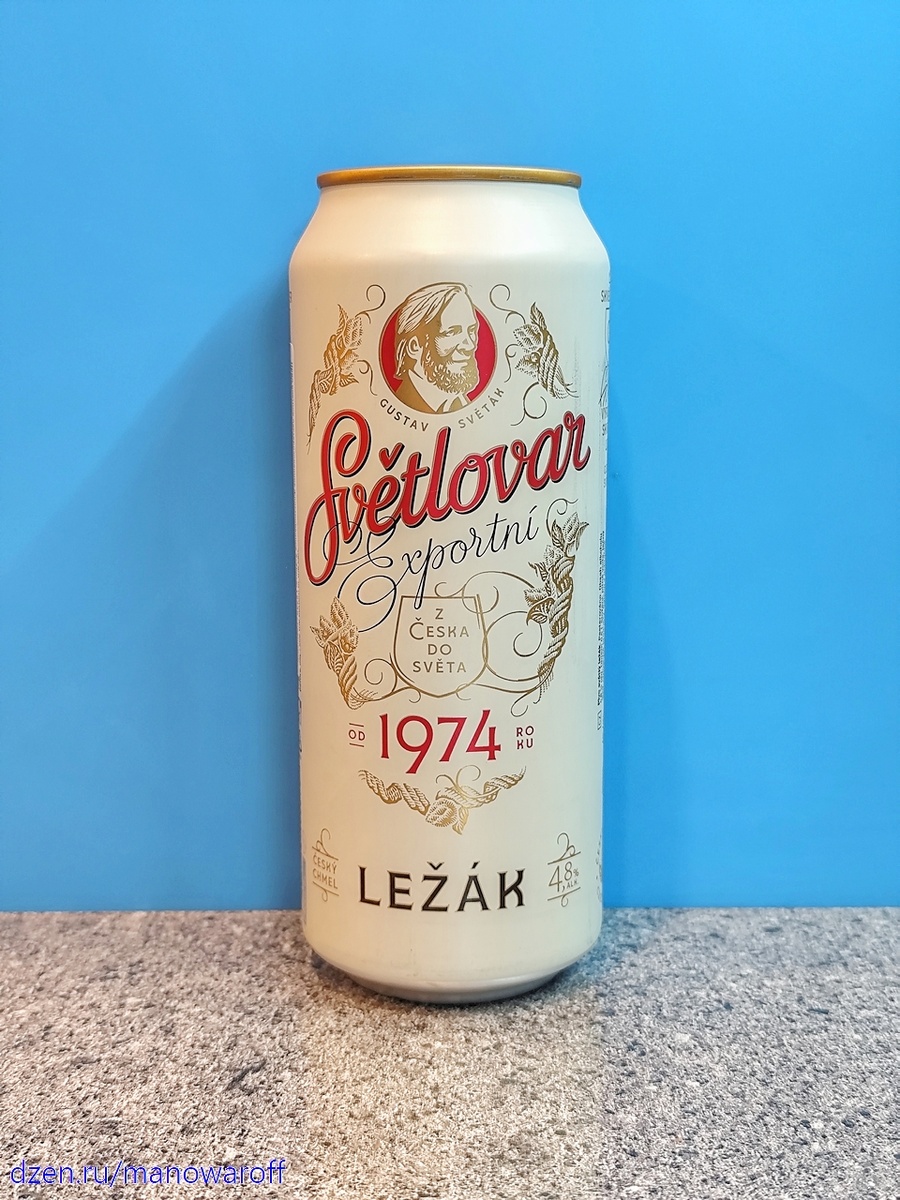 GUSTAV SVĚTÁK
Světlovar
Exportní
Z
ČESKA
DO
SVĚTA
OD 1974 ROKU
ČESKÝ
CHMEL
LEŽÁK
4,8%
ALK.
dzen.ru/manowaroff